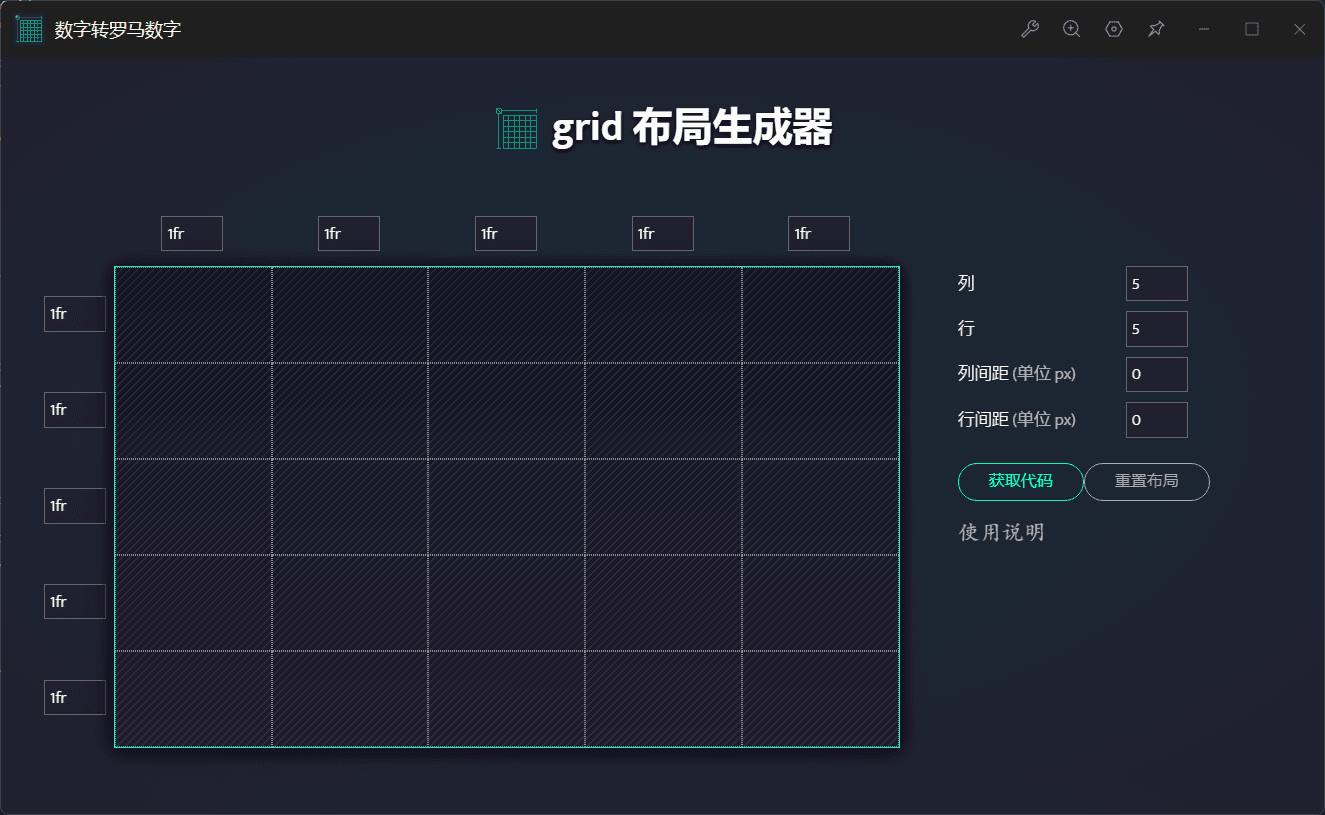 数字转罗马数字
grid 布局生成器
1fr 1fr 1fr 1fr 1fr
列 5
1fr
行 5
列间距 (单位 px) 0
1fr
行间距 (单位 px) 0
获取代码 重置布局
1fr
使用说明
1fr
1fr